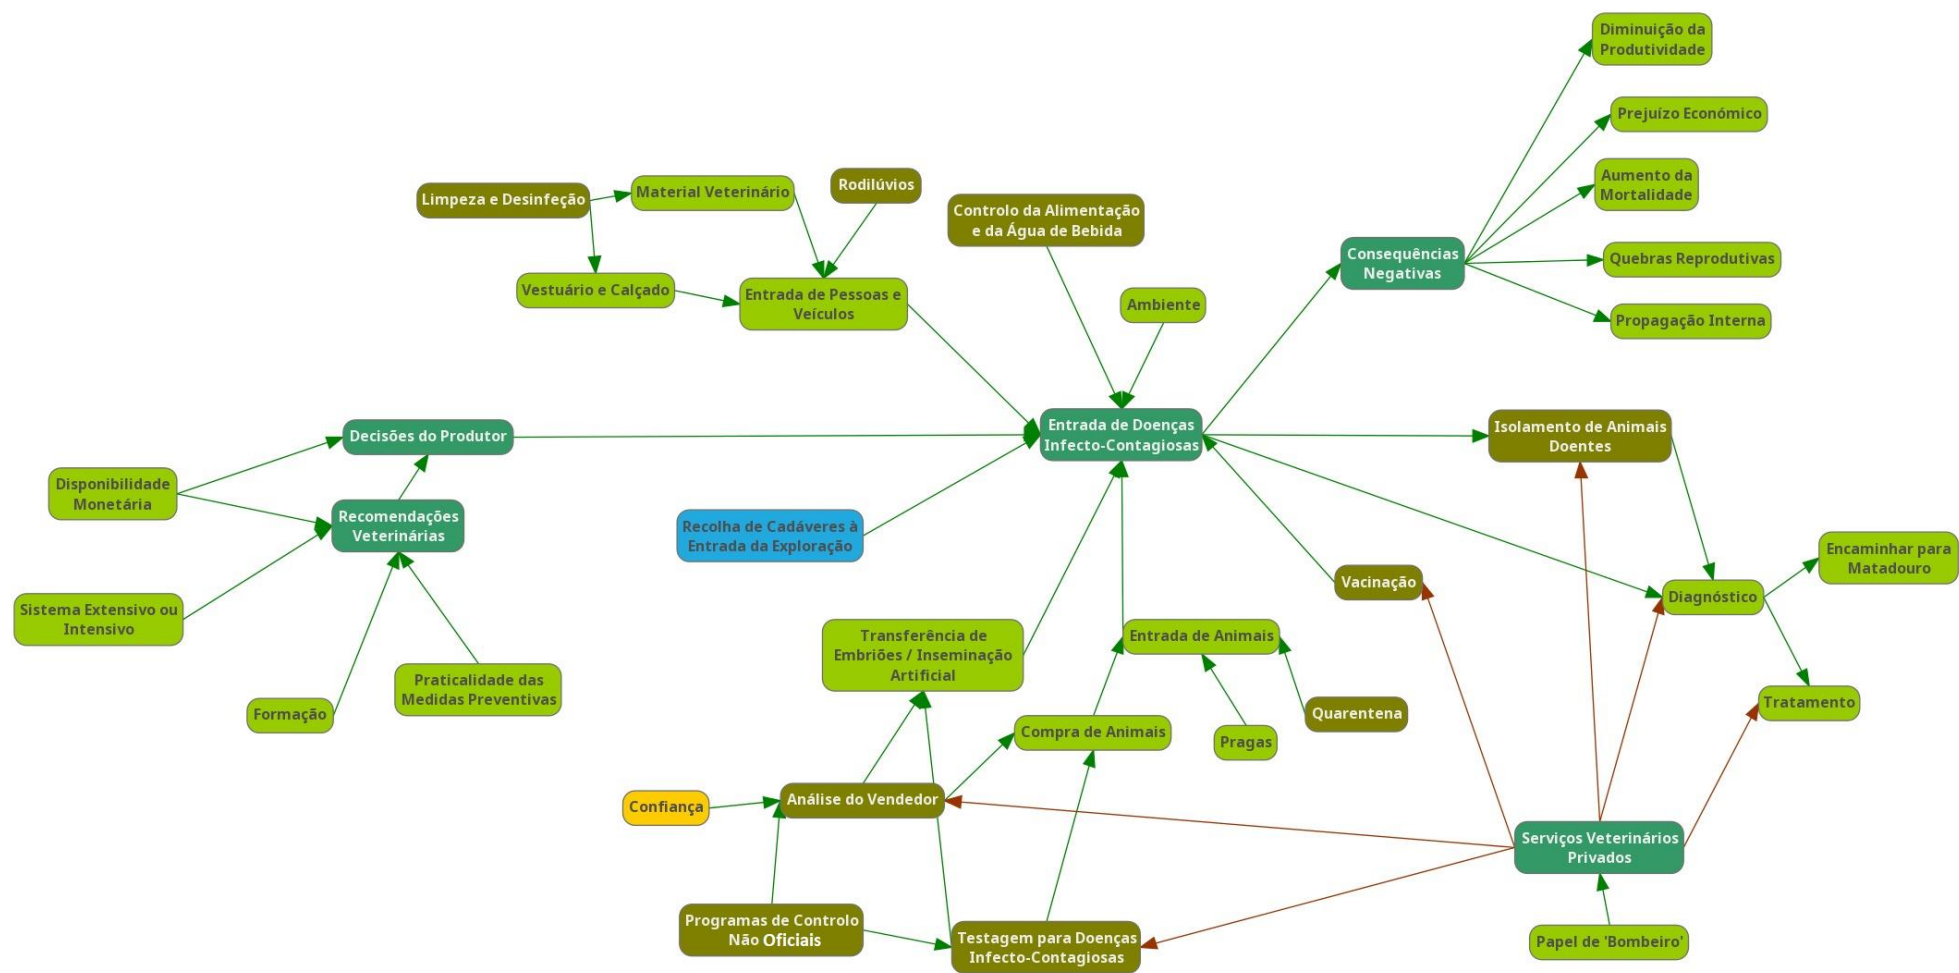 Diminuição da
Produtividade
Prejuízo Económico
Aumento da
Mortalidade
Rodilúvios
Material Veterinário
Limpeza e Desinfeção
Controlo da Alimentação
e da Água de Bebida
Consequências
Negativas
Quebras Reprodutivas
Vestuário e Calçado
Entrada de Pessoas e
Veículos
Ambiente
Propagação Interna
Decisões do Produtor
Entrada de Doenças
Infecto-Contagiosas
Isolamento de Animais
Doentes
Disponibilidade
Monetária
Recomendações
Veterinárias
Recolha de Cadáveres à
Entrada da Exploração
Encaminhar para
Matadouro
Vacinação
Diagnóstico
Sistema Extensivo ou
Intensivo
Transferência de
Embriões / Inseminação
Artificial
Entrada de Animais
Praticalidade das
Medidas Preventivas
Formação
Quarentena
Tratamento
Compra de Animais
Pragas
Confiança
Análise do Vendedor
Serviços Veterinários
Privados
Programas de Controlo
Não Oficiais
Testagem para Doenças
Infecto-Contagiosas
Papel de 'Bombeiro'